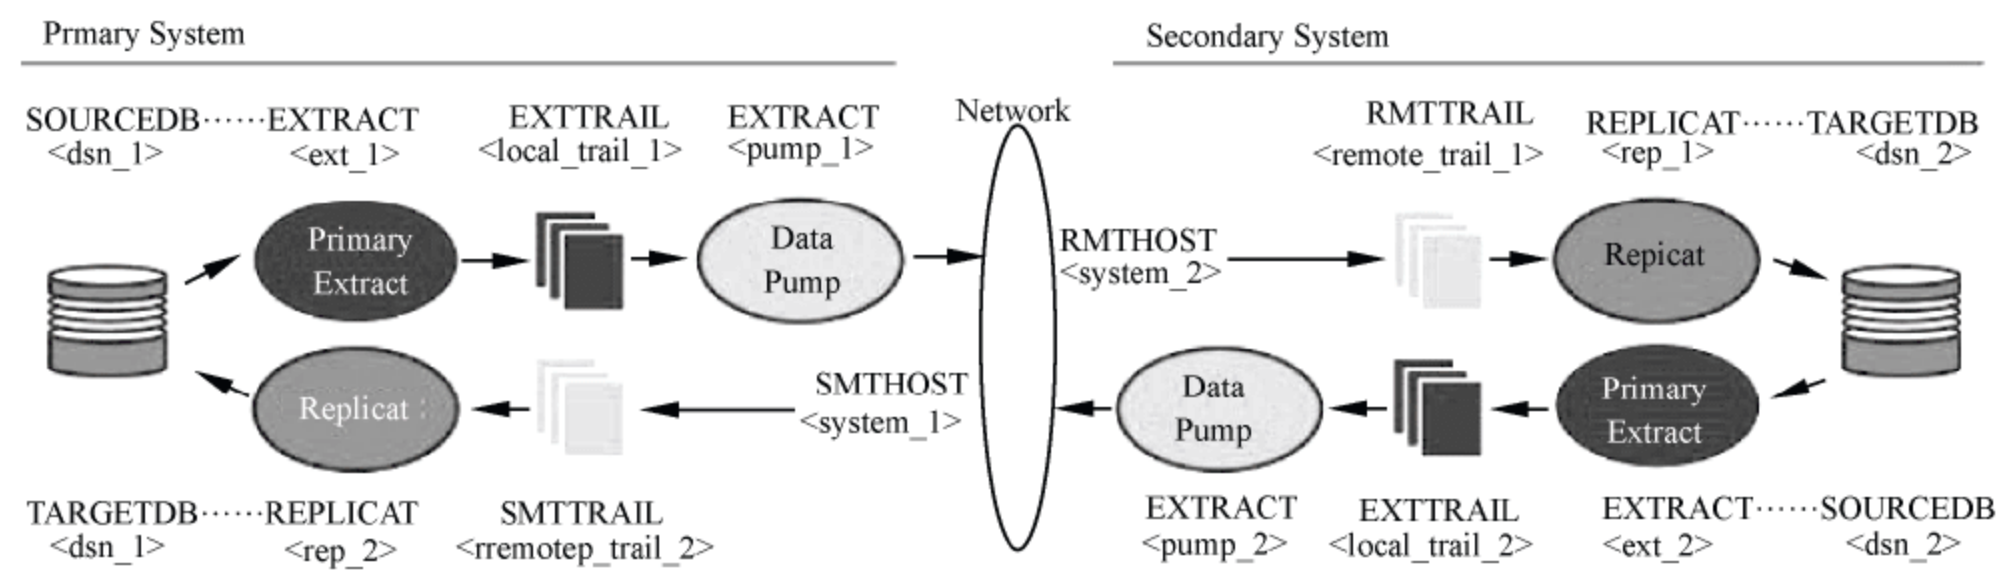 Prmary System
Secondary System
SOURCEDB······EXTRACT
<dsn_1>
<ext_1>
EXTTRAIL
<local_trail_1>
EXTRACT
<pump_1>
Network
RMTTRAIL
<remote_trail_1>
REPLICAT······TARGETDB
<rep_1>
<dsn_2>
Primary
Extract
Data
Pump
RMTHOST
<system_2>
Repicat
Replicat
SMTHOST
<system_1>
Data
Pump
Primary
Extract
TARGETDB······REPLICAT
<dsn_1>
<rep_2>
SMTTRAIL
<rremotep_trail_2>
EXTRACT
<pump_2>
EXTTRAIL
<local_trail_2>
EXTRACT······SOURCEDB
<ext_2>
<dsn_2>